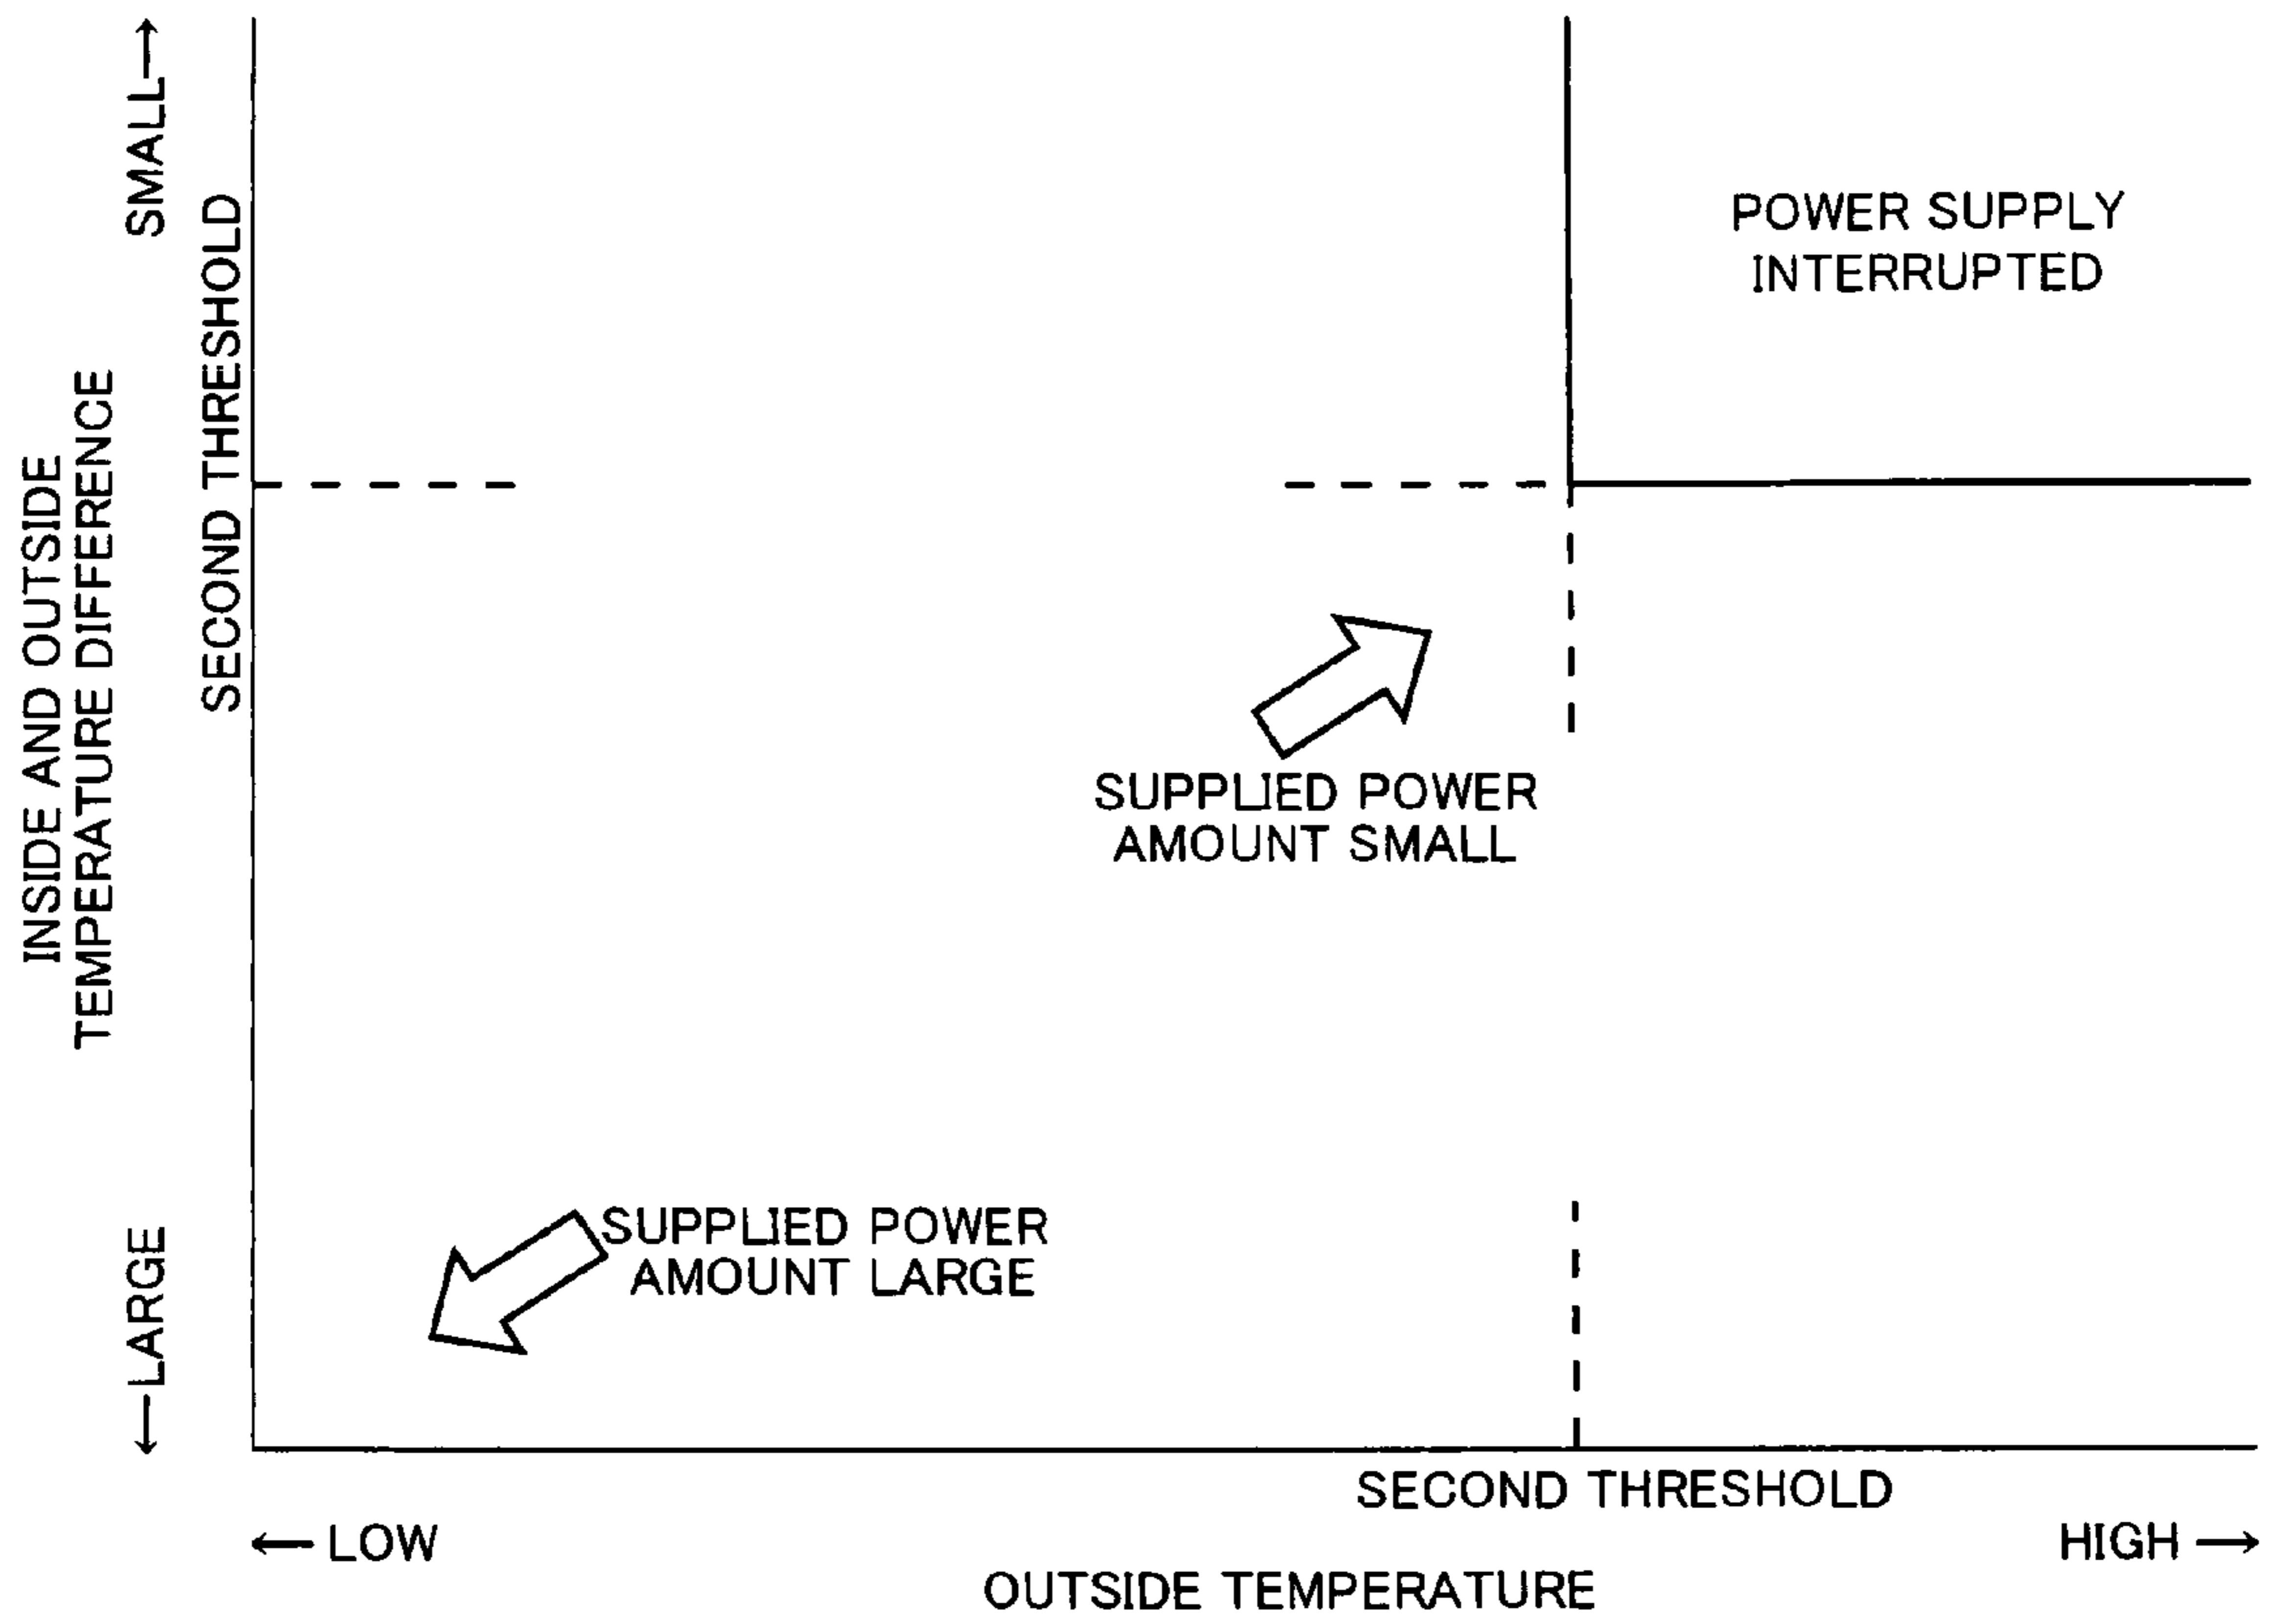 SMALL→
SECOND THRESHOLD
INSIDE AND OUTSIDE
TEMPERATURE DIFFERENCE
←LARGE
POWER SUPPLY
INTERRUPTED
SUPPLIED POWER
AMOUNT SMALL
SUPPLIED POWER
AMOUNT LARGE
SECOND THRESHOLD
← LOW
HIGH →
OUTSIDE TEMPERATURE